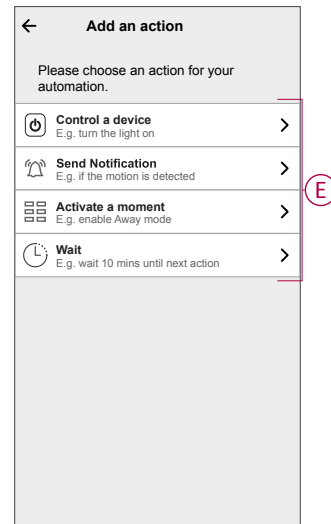 Add an action
Please choose an action for your
automation.
Control a device
E.g. turn the light on
Send Notification
E.g. if the motion is detected
Activate a moment
E.g. enable Away mode
Wait
E.g. wait 10 mins until next action
E